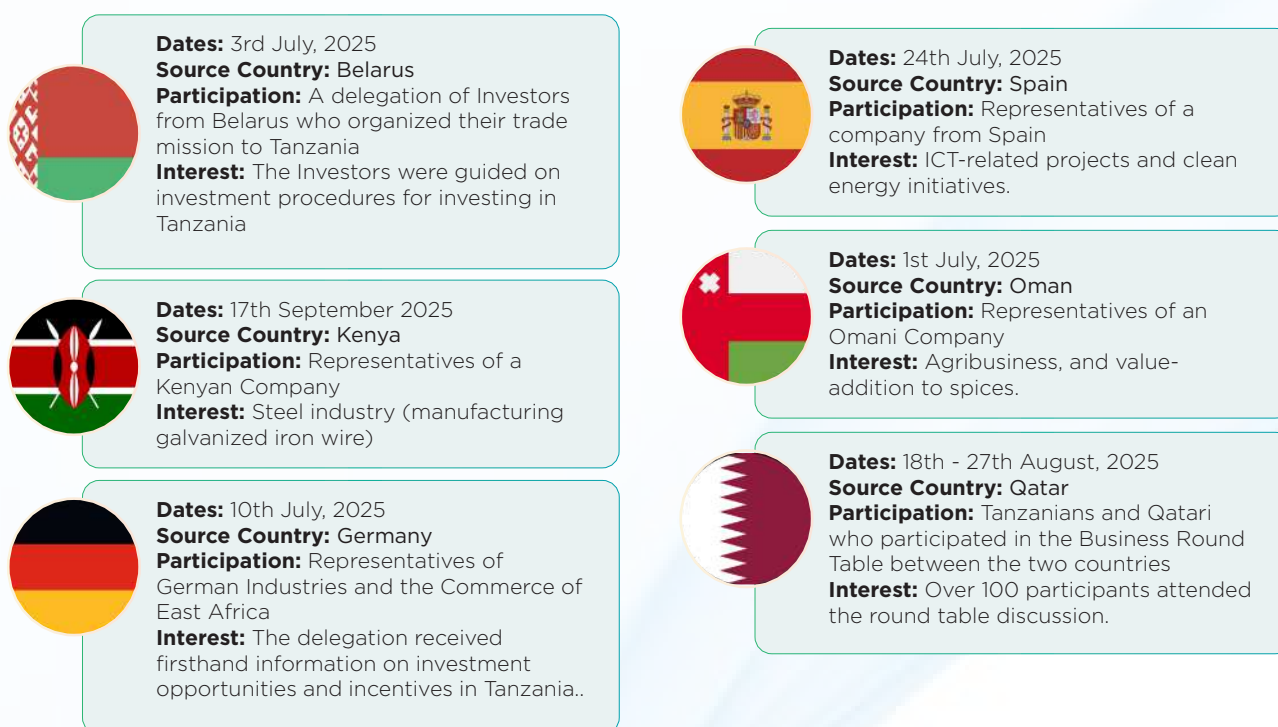 Dates: 3rd July, 2025
Source Country: Belarus
Participation: A delegation of Investors
from Belarus who organized their trade
mission to Tanzania
Interest: The Investors were guided on
investment procedures for investing in
Tanzania
Dates: 17th September 2025
Source Country: Kenya
Participation: Representatives of a
Kenyan Company
Interest: Steel industry (manufacturing
galvanized iron wire)
Dates: 10th July, 2025
Source Country: Germany
Participation: Representatives of
German Industries and the Commerce of
East Africa
Interest: The delegation received
firsthand information on investment
opportunities and incentives in Tanzania..
Dates: 24th July, 2025
Source Country: Spain
Participation: Representatives of a
company from Spain
Interest: ICT-related projects and clean
energy initiatives.
Dates: 1st July, 2025
Source Country: Oman
Participation: Representatives of an
Omani Company
Interest: Agribusiness, and value-
addition to spices.
Dates: 18th - 27th August, 2025
Source Country: Qatar
Participation: Tanzanians and Qatari
who participated in the Business Round
Table between the two countries
Interest: Over 100 participants attended
the round table discussion.